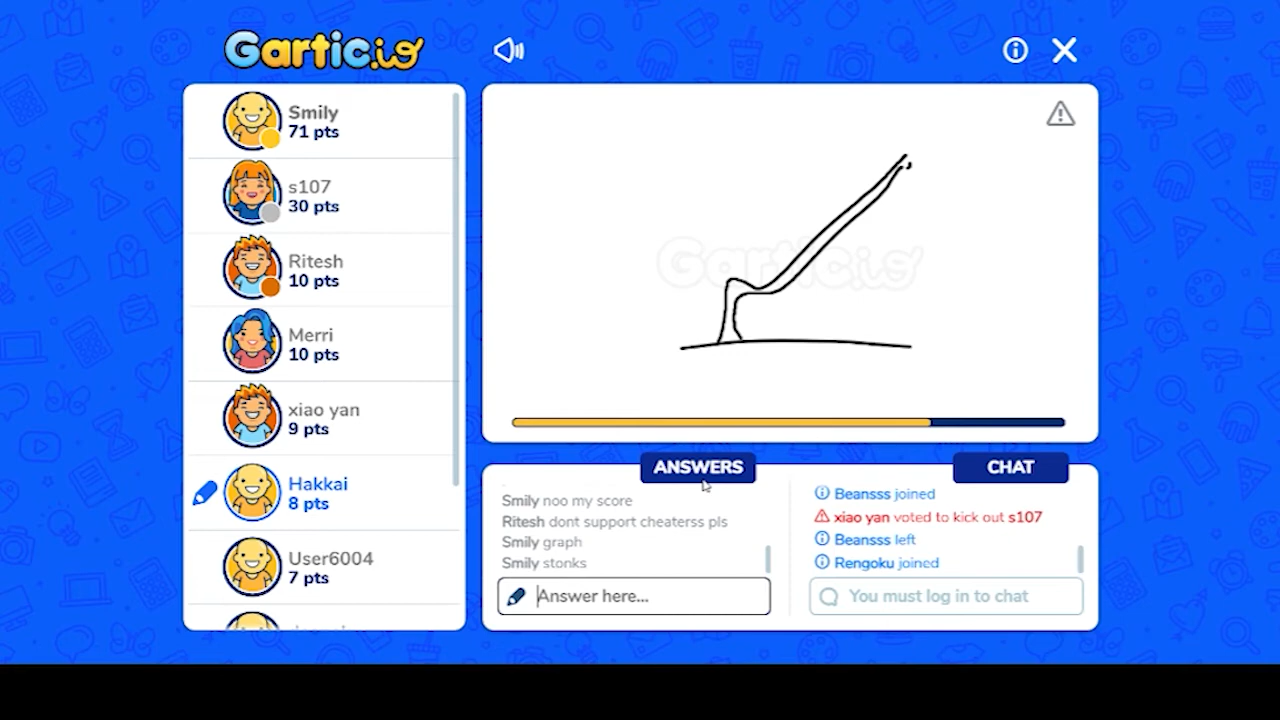 Gartic.io
Smily
71 pts
s107
30 pts
Ritesh
10 pts
Merri
10 pts
xiao yan
9 pts
Hakkai
8 pts
User6004
7 pts
Gartic.io
ANSWERS
Smily noo my score
Ritesh dont support cheaterss pls
Smily graph
Smily stonks
Answer here...
CHAT
Beansss joined
xiao yan voted to kick out s107
Beansss left
Rengoku joined
You must log in to chat